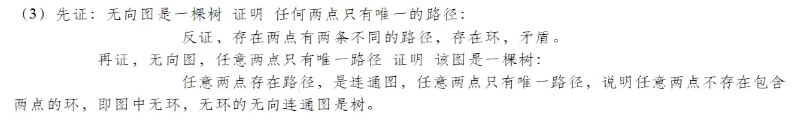 (3) 先证：无向图是一棵树 证明 任何两点只有唯一的路径：
反证，存在两点有两条不同的路径，存在环，矛盾。
再证，无向图，任意两点只有唯一路径 证明 该图是一棵树：
任意两点存在路径，是连通图，任意两点只有唯一路径，说明任意两点不存在包含
两点的环，即图中无环，无环的无向连通图是树。